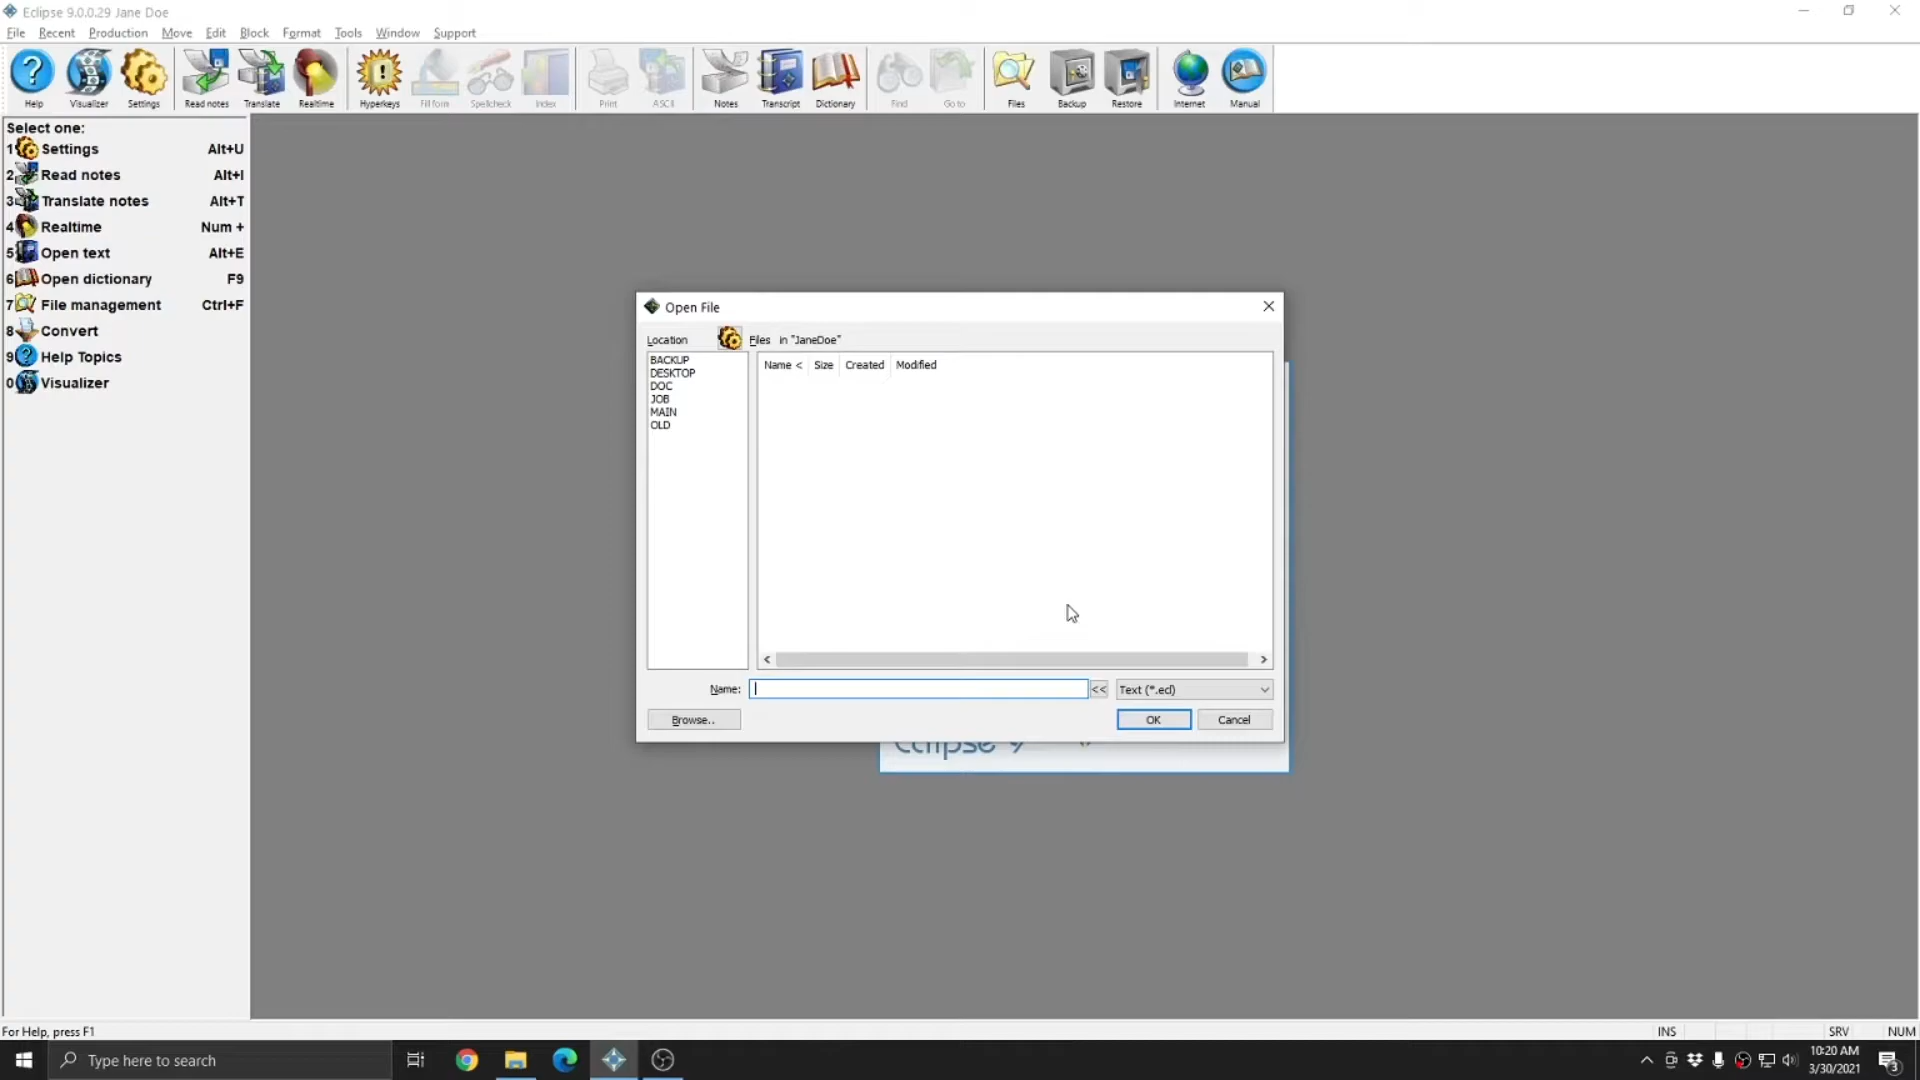 Eclipse 9.0.0.29 Jane Doe
File Recent Production Move Edit Block Format Tools Window Support
Help Visualizer Settings Read notes Translate Realtime Hyperkeys Fill form Spellcheck Index Print ASCII Notes Transcript Dictionary Find Go to Files Backup Restore Internet Manual
Select one:
1 Settings Alt+U
2 Read notes Alt+I
3 Translate notes Alt+T
4 Realtime Num +
5 Open text Alt+E
6 Open dictionary F9
7 File management Ctrl+F
8 Convert
9 Help Topics
0 Visualizer
Open File
Location Files in "JaneDoe"
BACKUP
DESKTOP
DOC
JOB
MAIN
OLD
Name < Size Created Modified
Name: << Text (*.ecl)
Browse.. OK Cancel
Eclipse 9
For Help, press F1 INS SRV NUM
Type here to search
10:20 AM
3/30/2021
3